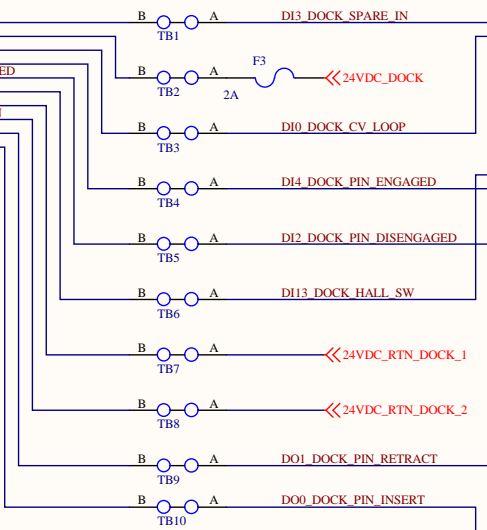 B A DI3_DOCK_SPARE_IN
TB1
F3
B A 24VDC_DOCK
TB2 2A
ED
B A DI0_DOCK_CV_LOOP
TB3
B A DI4_DOCK_PIN_ENGAGED
TB4
B A DI2_DOCK_PIN_DISENGAGED
TB5
B A DI13_DOCK_HALL_SW
TB6
B A 24VDC_RTN_DOCK_1
TB7
B A 24VDC_RTN_DOCK_2
TB8
B A DO1_DOCK_PIN_RETRACT
TB9
B A DO0_DOCK_PIN_INSERT
TB10